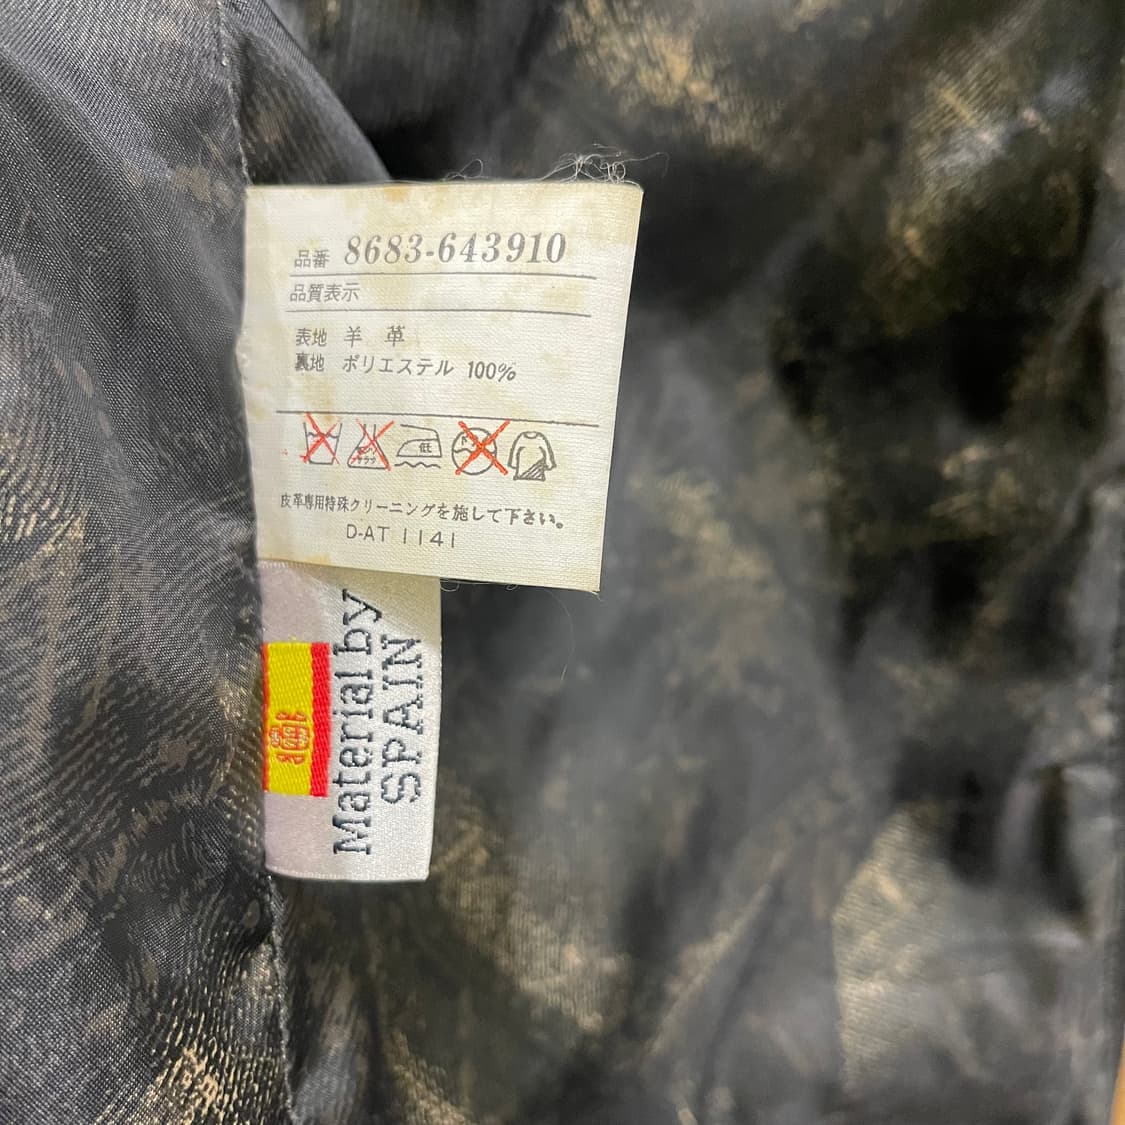 品番 8683-643910
品質表示
表地 羊 革
裏地 ポリエステル 100%
低
皮革専用特殊クリーニングを施して下さい。
D-AT 1141
Material by
SPAIN